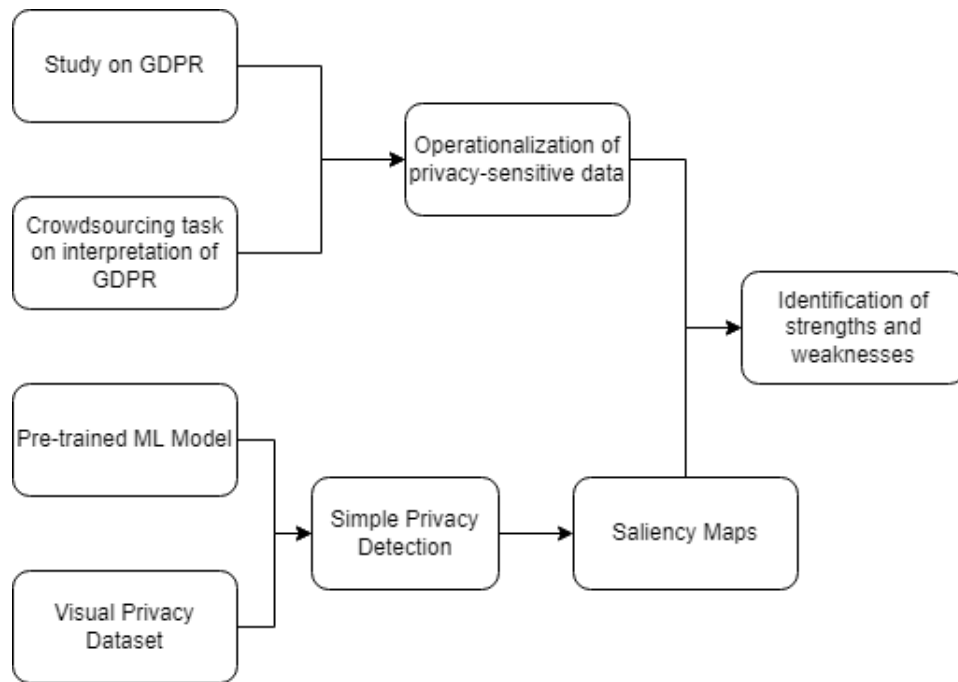 Study on GDPR
Operationalization of
privacy-sensitive data
Crowdsourcing task
on interpretation of
GDPR
Identification of
strengths and
weaknesses
Pre-trained ML Model
Simple Privacy
Detection
Saliency Maps
Visual Privacy
Dataset